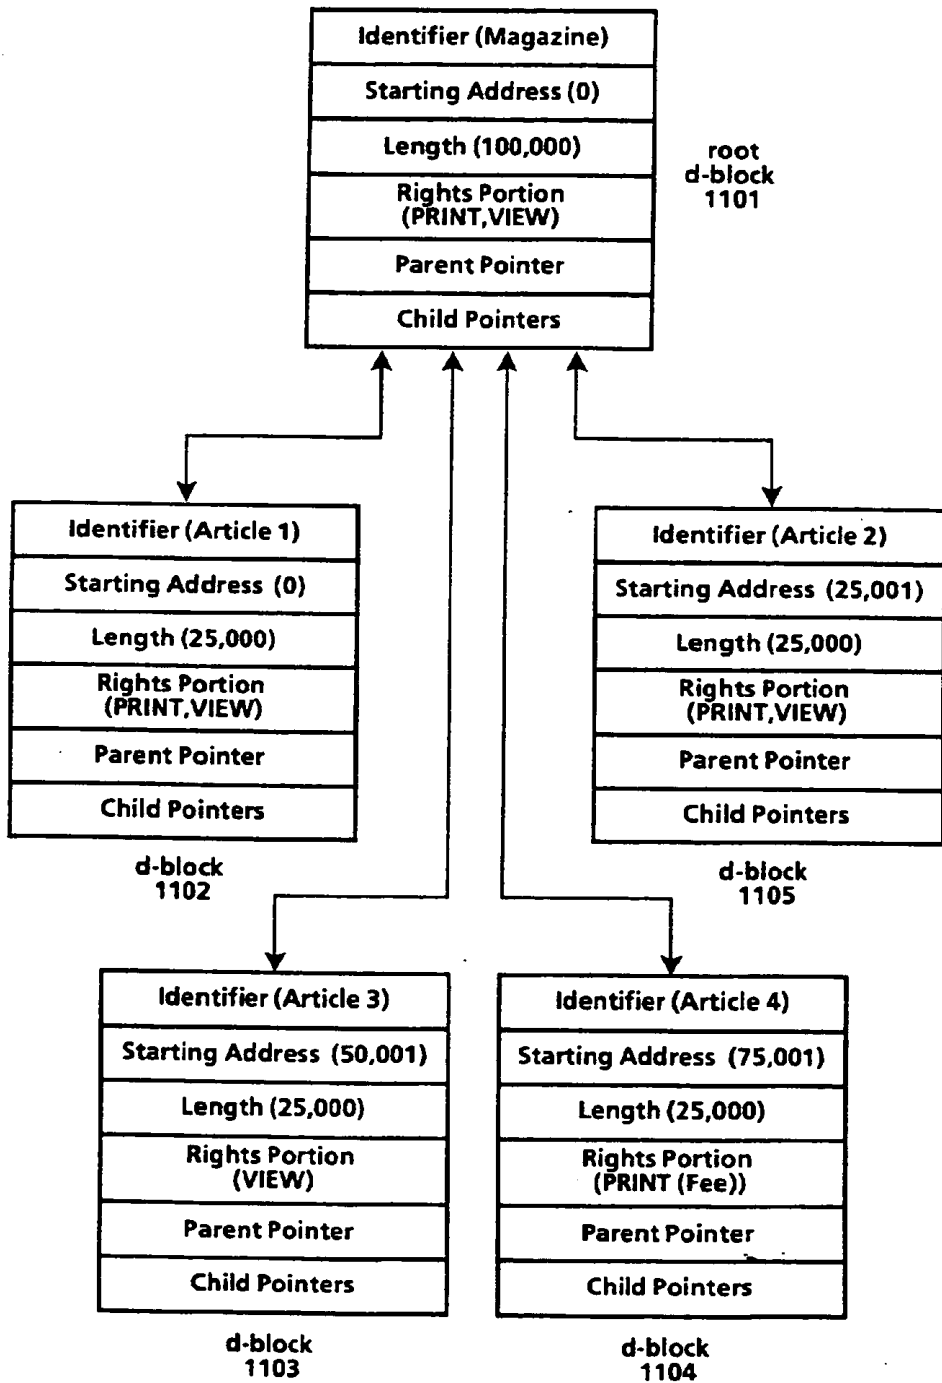 Identifier (Magazine)
Starting Address (0)
Length (100,000)
Rights Portion
(PRINT,VIEW)
Parent Pointer
Child Pointers
root
d-block
1101
Identifier (Article 1)
Starting Address (0)
Length (25,000)
Rights Portion
(PRINT,VIEW)
Parent Pointer
Child Pointers
d-block
1102
Identifier (Article 2)
Starting Address (25,001)
Length (25,000)
Rights Portion
(PRINT,VIEW)
Parent Pointer
Child Pointers
d-block
1105
Identifier (Article 3)
Starting Address (50,001)
Length (25,000)
Rights Portion
(VIEW)
Parent Pointer
Child Pointers
d-block
1103
Identifier (Article 4)
Starting Address (75,001)
Length (25,000)
Rights Portion
(PRINT (Fee))
Parent Pointer
Child Pointers
d-block
1104